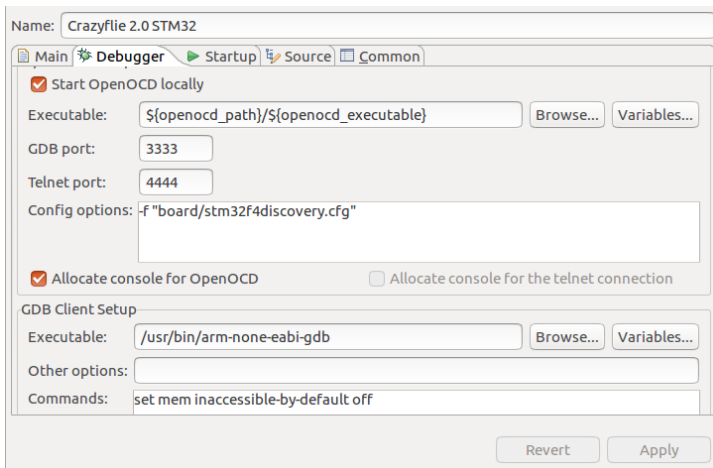 Name: Crazyflie 2.0 STM32
Main Debugger Startup Source Common
Start OpenOCD locally
Executable: ${openocd_path}/${openocd_executable} Browse... Variables...
GDB port: 3333
Telnet port: 4444
Config options: -f "board/stm32f4discovery.cfg"
Allocate console for OpenOCD Allocate console for the telnet connection
GDB Client Setup
Executable: /usr/bin/arm-none-eabi-gdb Browse... Variables...
Other options:
Commands: set mem inaccessible-by-default off
Revert Apply